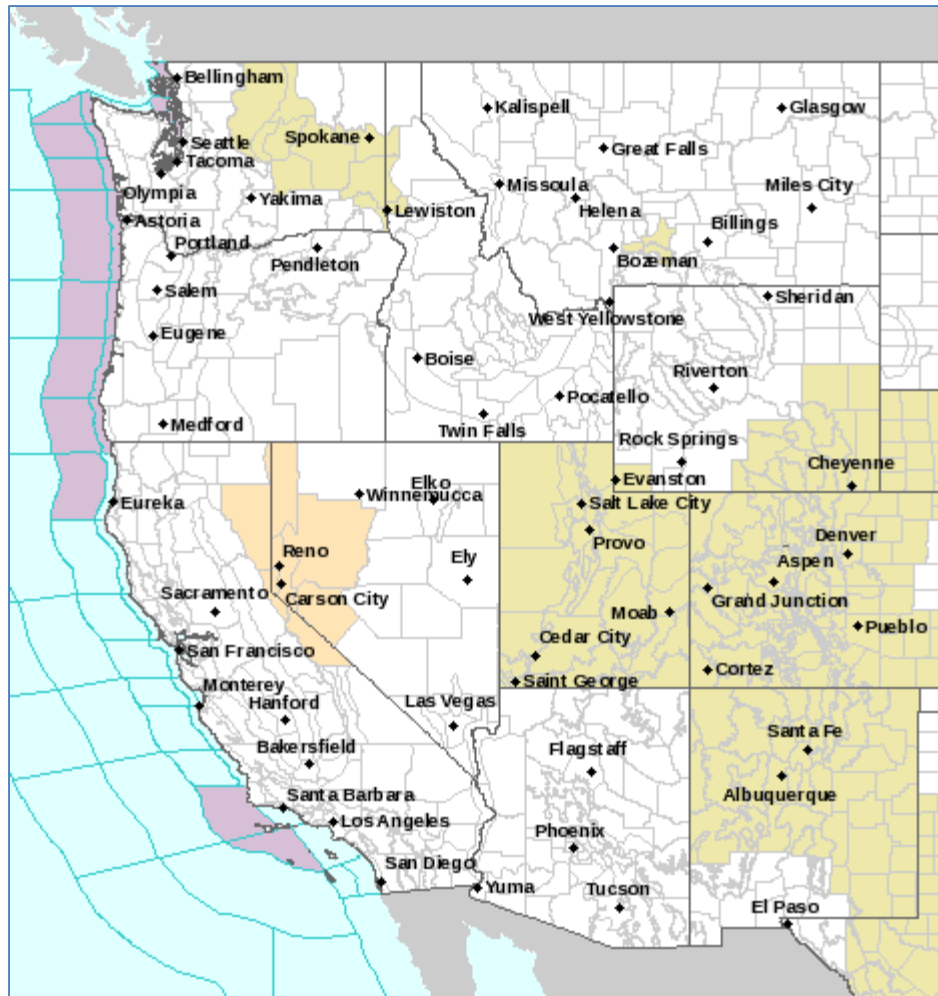 Bellingham
Kalispell
Glasgow
Spokane
Seattle
Great Falls
Tacoma
Olympia
Yakima
Lewiston
Missoula
Helena
Miles City
Astoria
Billings
Portland
Pendleton
Bozeman
Salem
West Yellowstone
Sheridan
Eugene
Boise
Riverton
Pocatello
Medford
Twin Falls
Rock Springs
Cheyenne
Elko
Evanston
Eureka
Winnemucca
Salt Lake City
Denver
Reno
Ely
Provo
Aspen
Sacramento
Carson City
Moab
Grand Junction
San Francisco
Cedar City
Pueblo
Monterey
Saint George
Cortez
Hanford
Las Vegas
Santa Fe
Bakersfield
Flagstaff
Albuquerque
Santa Barbara
Los Angeles
Phoenix
San Diego
Yuma
Tucson
El Paso